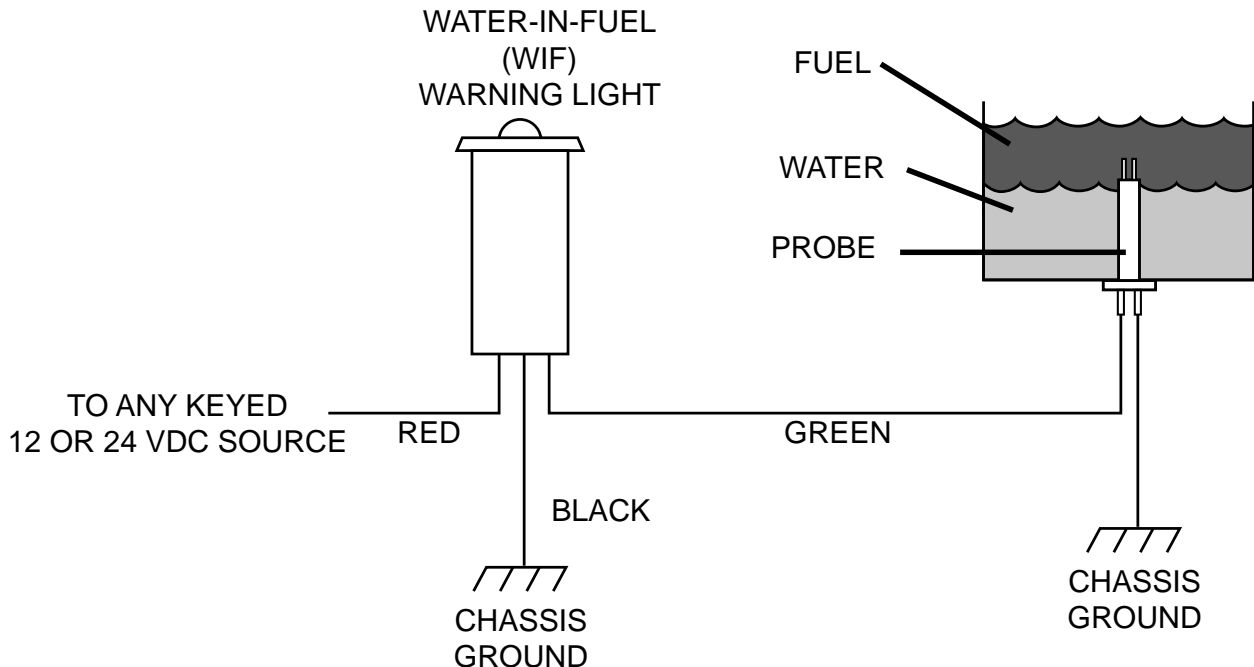 WATER-IN-FUEL
(WIF)
WARNING LIGHT
FUEL
WATER
PROBE
TO ANY KEYED
12 OR 24 VDC SOURCE
RED
GREEN
BLACK
CHASSIS
GROUND
CHASSIS
GROUND